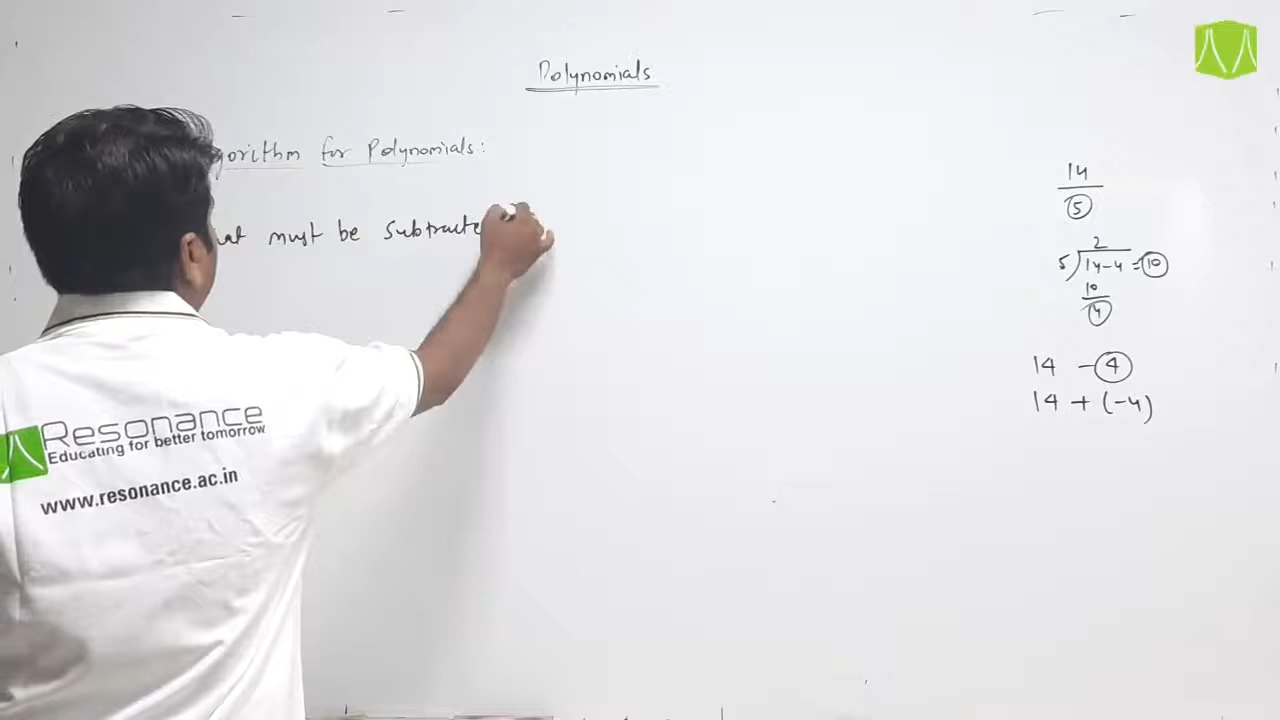 Polynomials
gorithm for Polynomials:
at must be subtracte
14
5
2
5) 14-4 = 10
10
4
14 - 4
14 + (-4)
Resonance
Educating for better tomorrow
www.resonance.ac.in